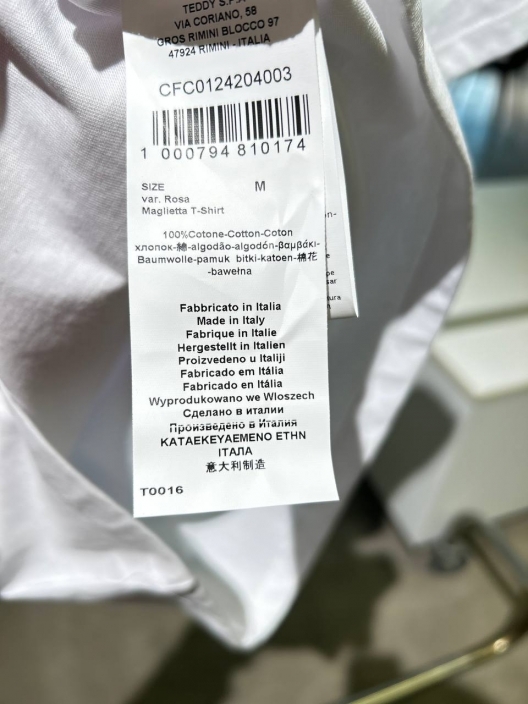 TEDDY S.P.
VIA CORIANO, 58
GROS RIMINI BLOCCO 97
47924 RIMINI - ITALIA
CFC0124204003
1 000794 810174
SIZE M
var. Rosa
Maglietta T-Shirt
100%Cotone-Cotton-Coton
хлопок-綿-algodão-algodón-βαμβάκι-
Baumwolle-pamuk bitki-katoen-棉花
-bawełna
Fabbricato in Italia
Made in Italy
Fabrique in Italie
Hergestellt in Italien
Proizvedeno u Italiji
Fabricado em Itália
Fabricado en Itália
Wyprodukowano we Wloszech
Сделано в италии
Произведено в Италия
KATAEKEYAEMENO ETHN
ITAΛA
意大利制造
T0016